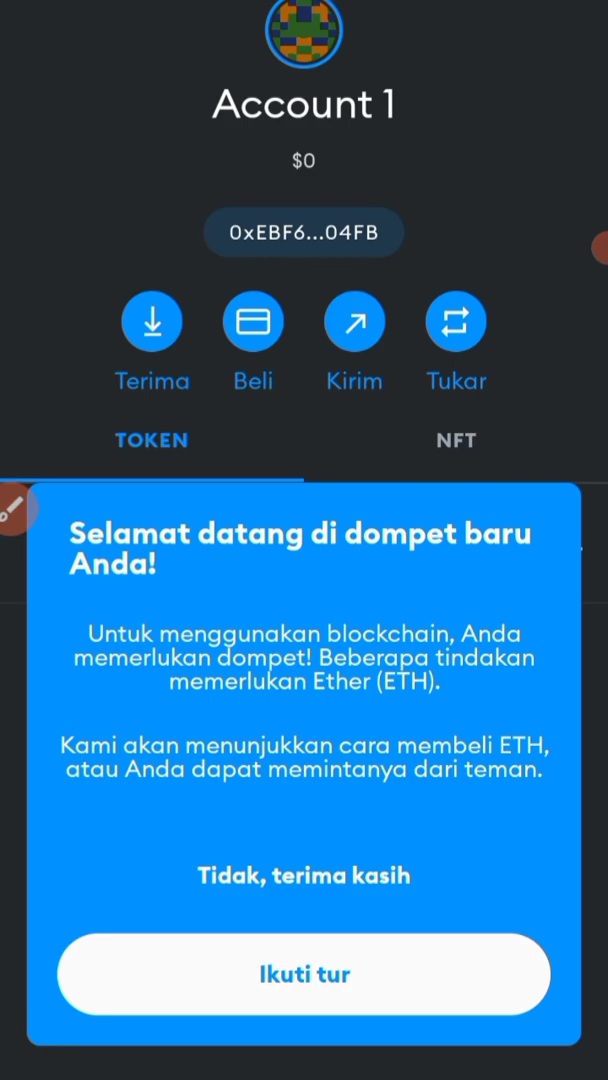 Account 1
$0
0xEBF6...04FB
Terima
Beli
Kirim
Tukar
TOKEN
NFT
Selamat datang di dompet baru
Anda!
Untuk menggunakan blockchain, Anda
memerlukan dompet! Beberapa tindakan
memerlukan Ether (ETH).
Kami akan menunjukkan cara membeli ETH,
atau Anda dapat memintanya dari teman.
Tidak, terima kasih
Ikuti tur